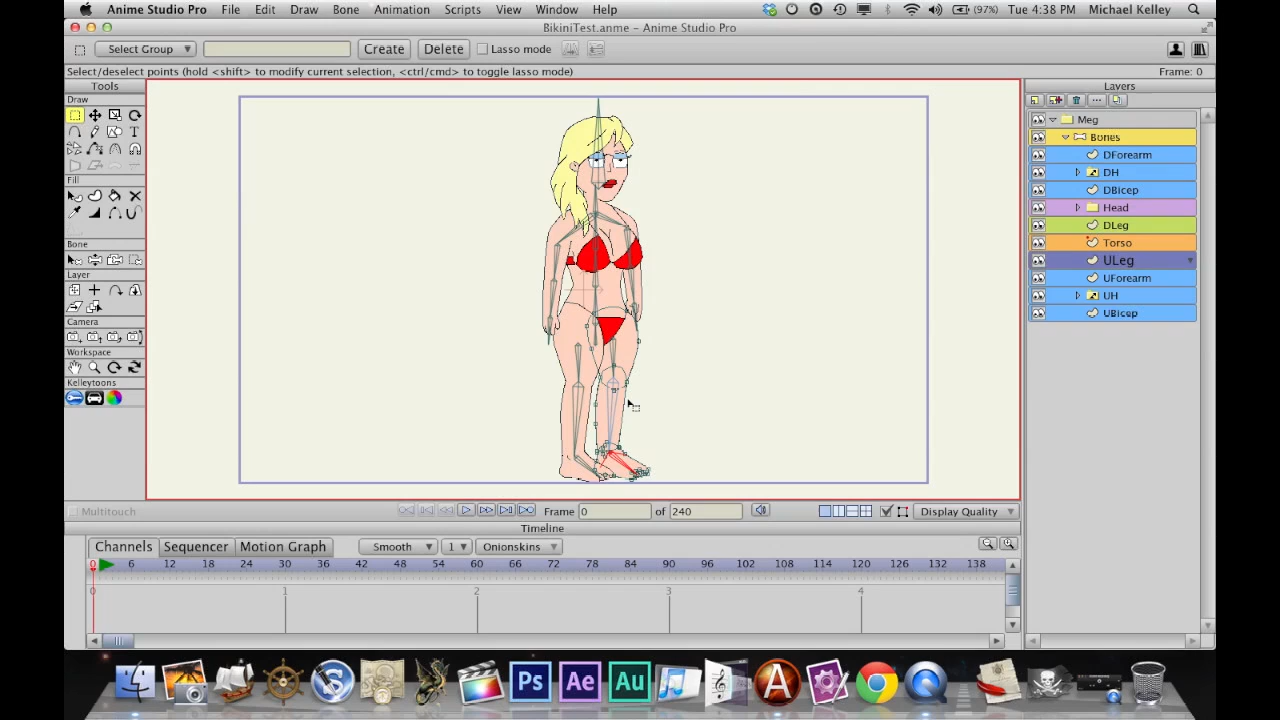 Anime Studio Pro File Edit Draw Bone Animation Scripts View Window Help (97%) Tue 4:38 PM Michael Kelley
BikiniTest.anme - Anime Studio Pro
Select Group Create Delete Lasso mode
Select/deselect points (hold <shift> to modify current selection, <ctrl/cmd> to toggle lasso mode) Frame: 0
Tools
Layers
Draw
Meg
Bones
DForearm
DH
Fill
DBicep
Head
DLeg
Bone
Torso
ULeg
Layer
UForearm
UH
UBicep
Camera
Workspace
Kelleytoons
Multitouch Frame 0 of 240 Display Quality
Timeline
Channels Sequencer Motion Graph Smooth 1 Onionskins
0 6 12 18 24 30 36 42 48 54 60 66 72 78 84 90 96 102 108 114 120 126 132 138
0 1 2 3 4
Ps Ae Au